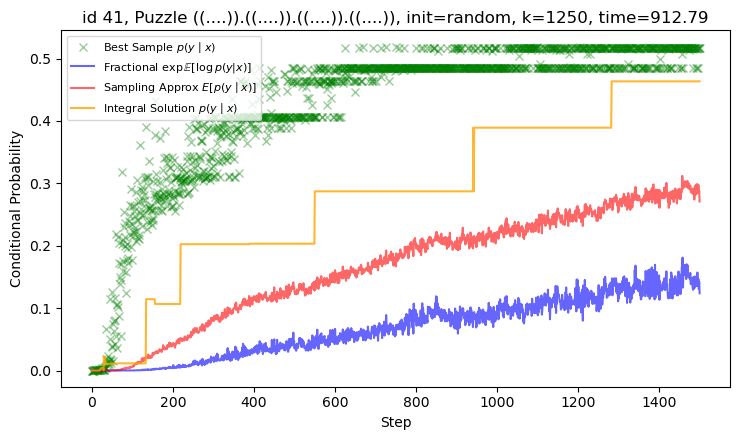 id 41, Puzzle ((....)).((....)).((....)).((....)), init=random, k=1250, time=912.79
Best Sample p(y | x)
Fractional exp 𝔼[log p(y|x)]
Sampling Approx E[p(y | x)]
Integral Solution p(y | x)
Conditional Probability
0.5
0.4
0.3
0.2
0.1
0.0
0 200 400 600 800 1000 1200 1400
Step